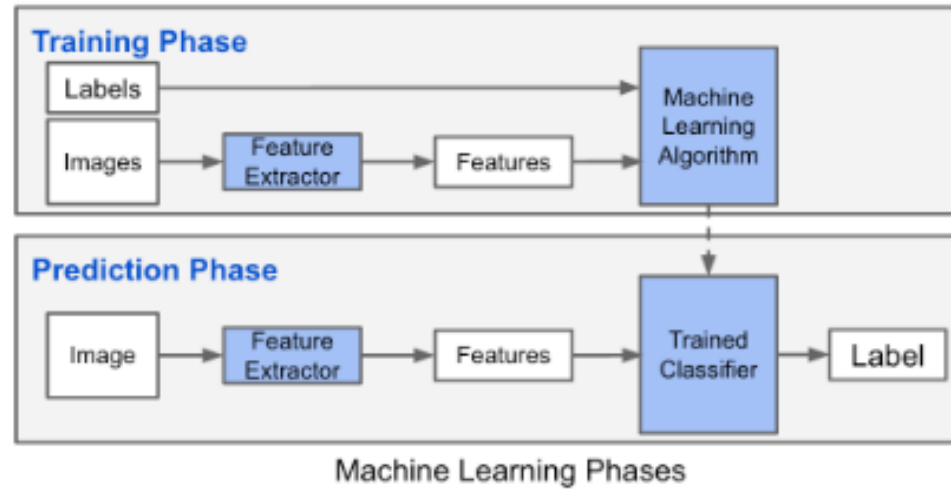 Training Phase
Labels
Machine
Learning
Algorithm
Images
Feature
Extractor
Features
Prediction Phase
Image
Feature
Extractor
Features
Trained
Classifier
Label
Machine Learning Phases